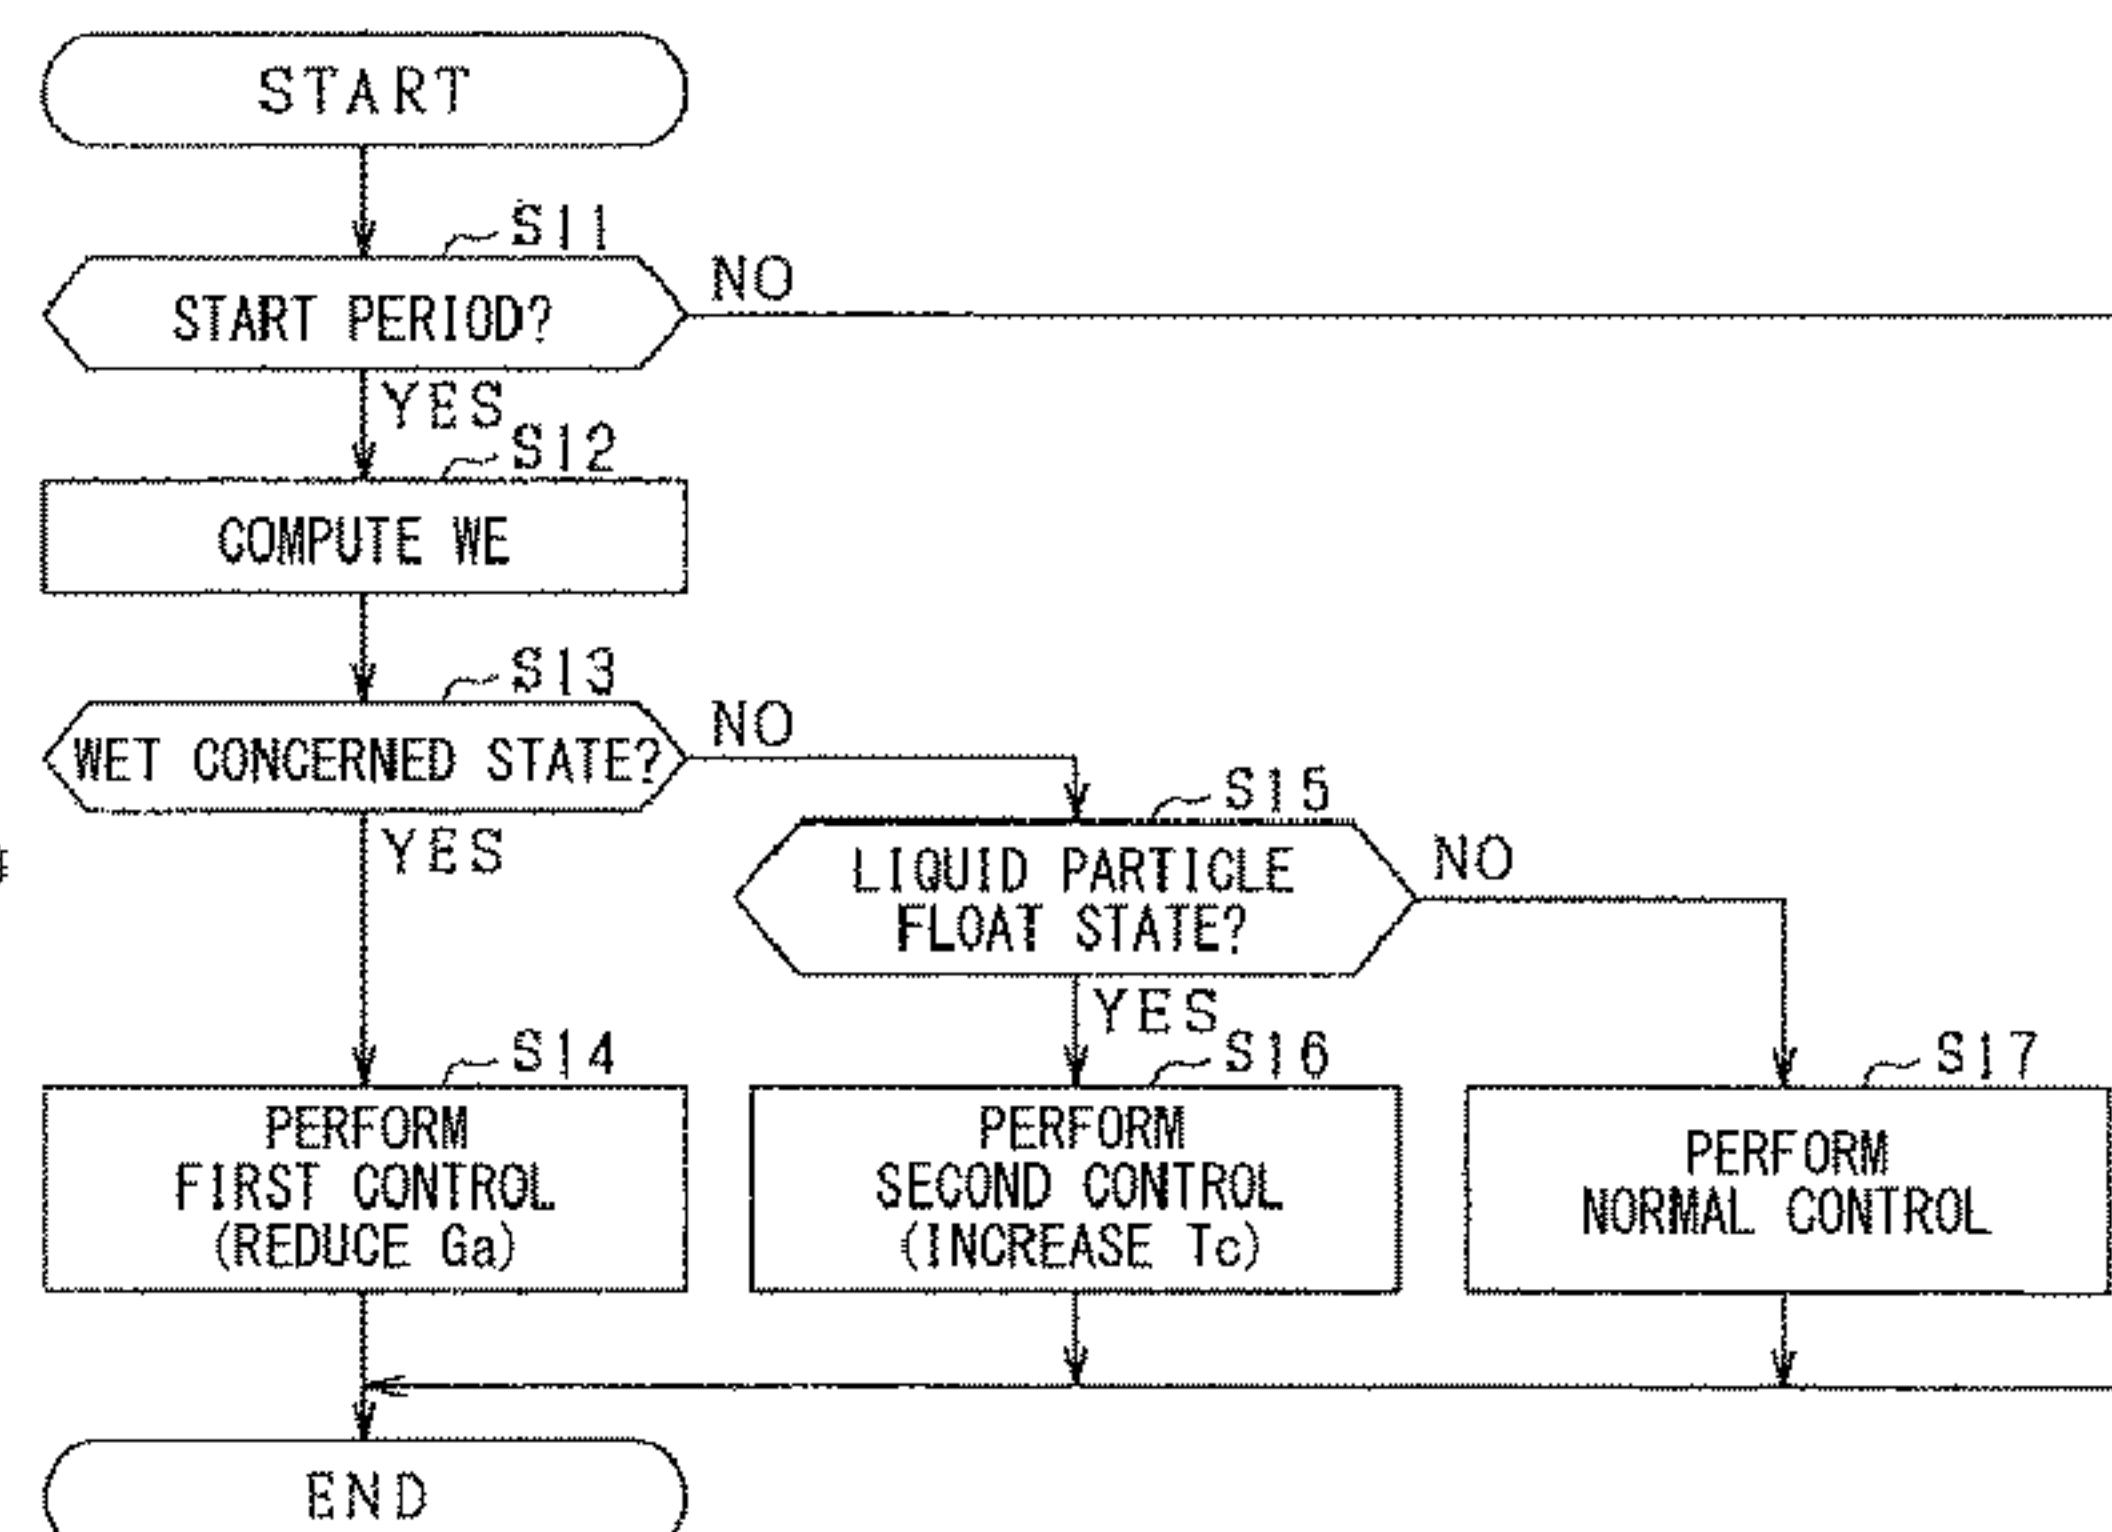 START
S11
START PERIOD?
NO
YES
S12
COMPUTE WE
S13
WET CONCERNED STATE?
NO
YES
S15
LIQUID PARTICLE
FLOAT STATE?
NO
YES
S14
PERFORM
FIRST CONTROL
(REDUCE Ga)
S16
PERFORM
SECOND CONTROL
(INCREASE Tc)
S17
PERFORM
NORMAL CONTROL
END